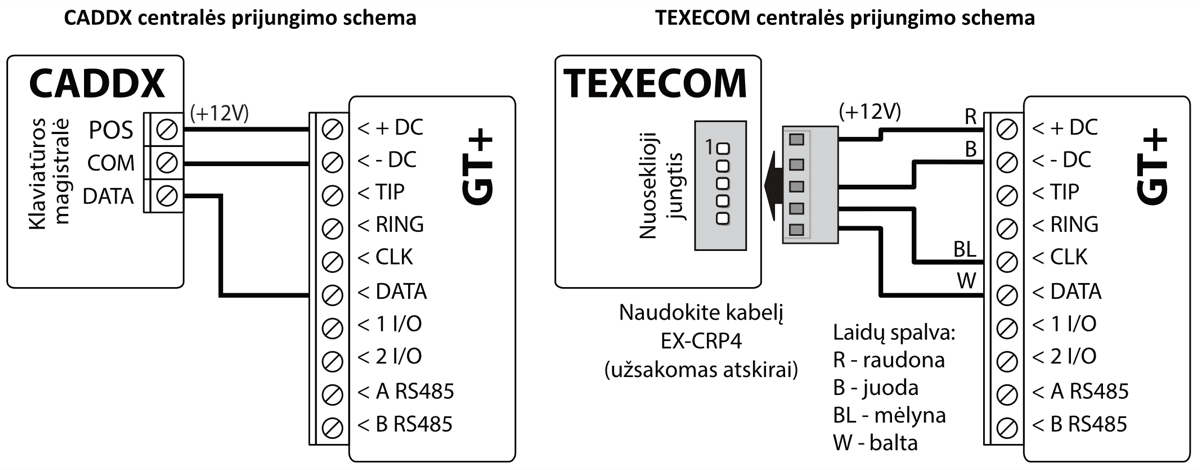 CADDX centralės prijungimo schema
CADDX
Klaviatūros
magistralė
POS
COM
DATA
(+12V)
< + DC
< - DC
< TIP
< RING
< CLK
< DATA
< 1 I/O
< 2 I/O
< A RS485
< B RS485
GT+
TEXECOM centralės prijungimo schema
TEXECOM
Nuoseklioji
jungtis
1
(+12V)
R
B
BL
W
< + DC
< - DC
< TIP
< RING
< CLK
< DATA
< 1 I/O
< 2 I/O
< A RS485
< B RS485
GT+
Naudokite kabelį
EX-CRP4
(užsakomas atskirai)
Laidų spalva:
R - raudona
B - juoda
BL - mėlyna
W - balta